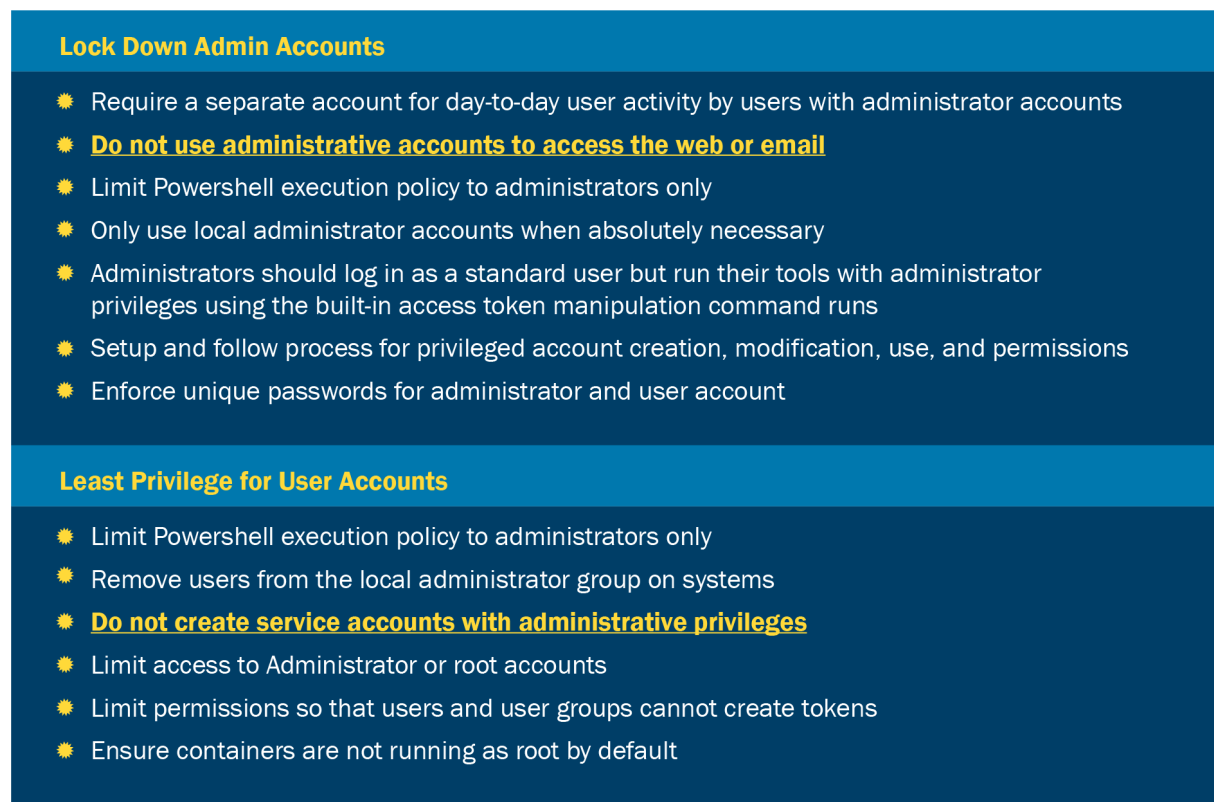 Lock Down Admin Accounts
Require a separate account for day-to-day user activity by users with administrator accounts
Do not use administrative accounts to access the web or email
Limit Powershell execution policy to administrators only
Only use local administrator accounts when absolutely necessary
Administrators should log in as a standard user but run their tools with administrator
privileges using the built-in access token manipulation command runs
Setup and follow process for privileged account creation, modification, use, and permissions
Enforce unique passwords for administrator and user account
Least Privilege for User Accounts
Limit Powershell execution policy to administrators only
Remove users from the local administrator group on systems
Do not create service accounts with administrative privileges
Limit access to Administrator or root accounts
Limit permissions so that users and user groups cannot create tokens
Ensure containers are not running as root by default